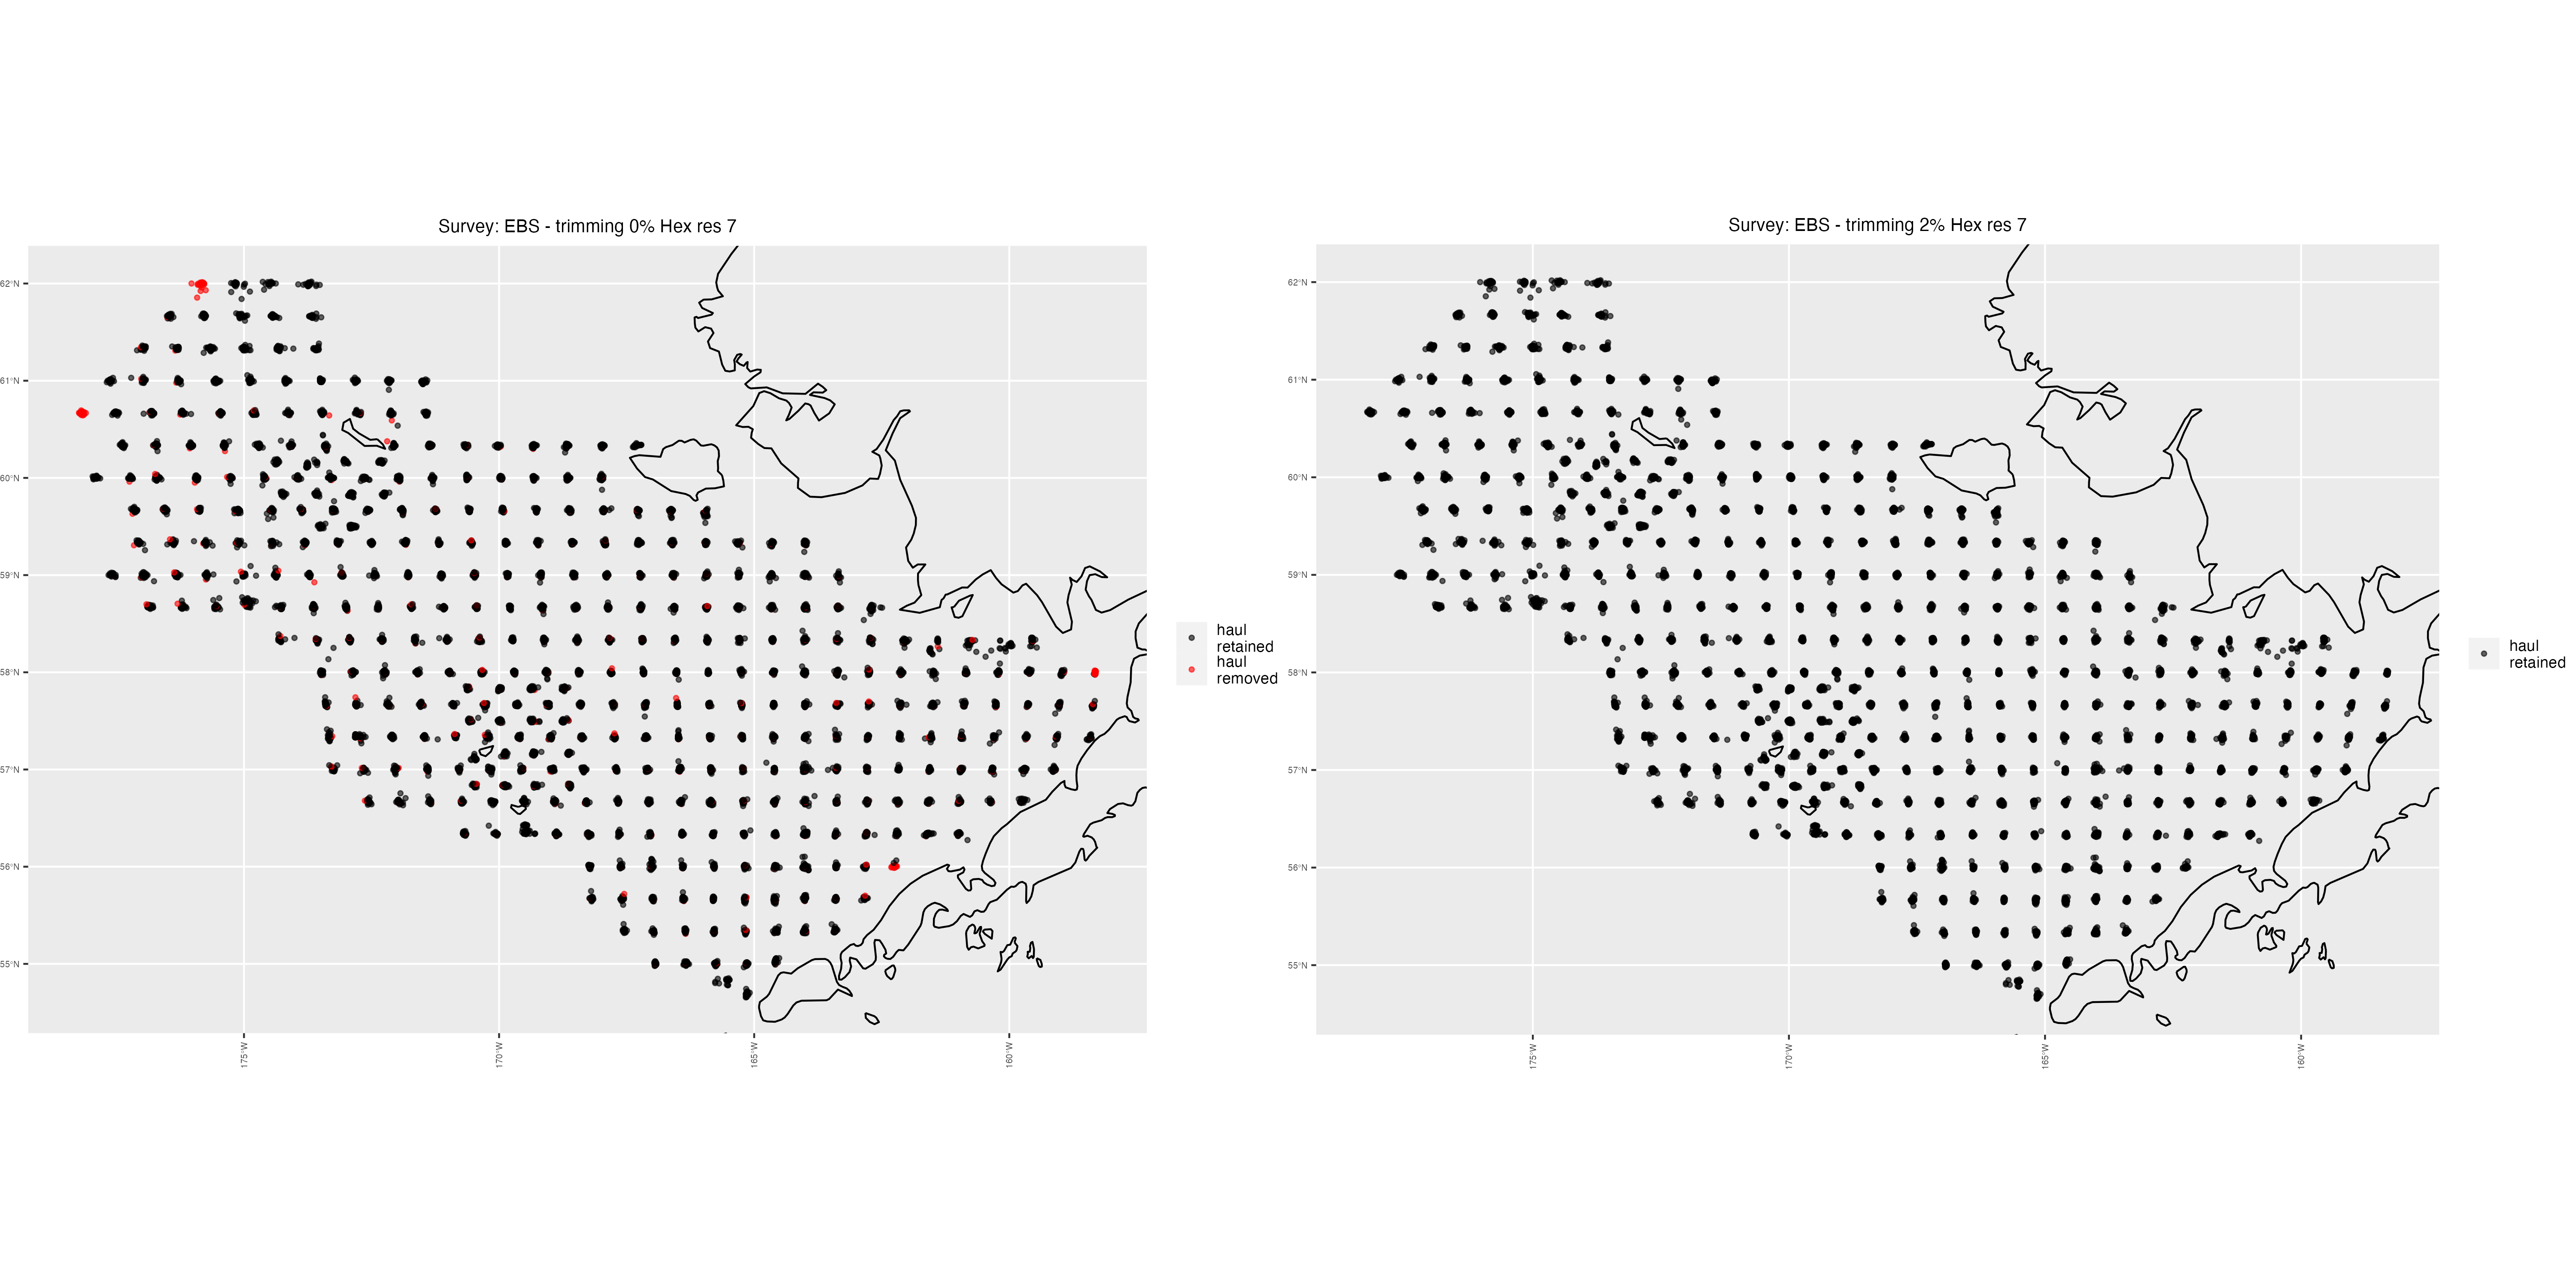 Survey: EBS - trimming 0% Hex res 7
62°N
61°N
60°N
59°N
58°N
57°N
56°N
55°N
175°W
170°W
165°W
160°W
haul
retained
haul
removed
Survey: EBS - trimming 2% Hex res 7
62°N
61°N
60°N
59°N
58°N
57°N
56°N
55°N
175°W
170°W
165°W
160°W
haul
retained